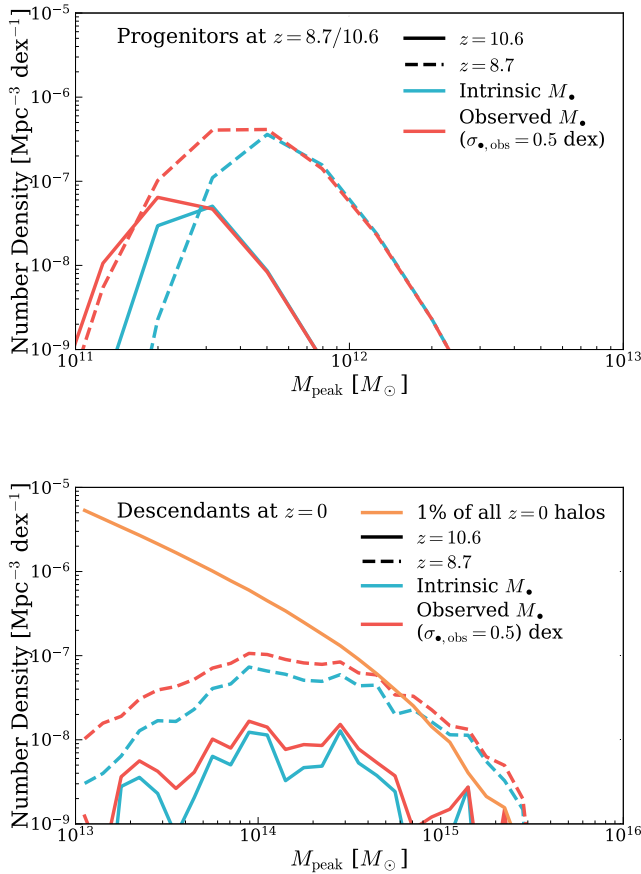 10⁻⁵
Progenitors at z = 8.7/10.6
z = 10.6
z = 8.7
Intrinsic M•
Observed M•
(σ•,obs = 0.5 dex)
10⁻⁶
10⁻⁷
10⁻⁸
10⁻⁹
Number Density [Mpc⁻³ dex⁻¹]
10¹¹
10¹²
10¹³
Mpeak [M⊙]
10⁻⁵
Descendants at z = 0
1% of all z = 0 halos
z = 10.6
z = 8.7
Intrinsic M•
Observed M•
(σ•,obs = 0.5) dex
10⁻⁶
10⁻⁷
10⁻⁸
10⁻⁹
Number Density [Mpc⁻³ dex⁻¹]
10¹³
10¹⁴
10¹⁵
10¹⁶
Mpeak [M⊙]